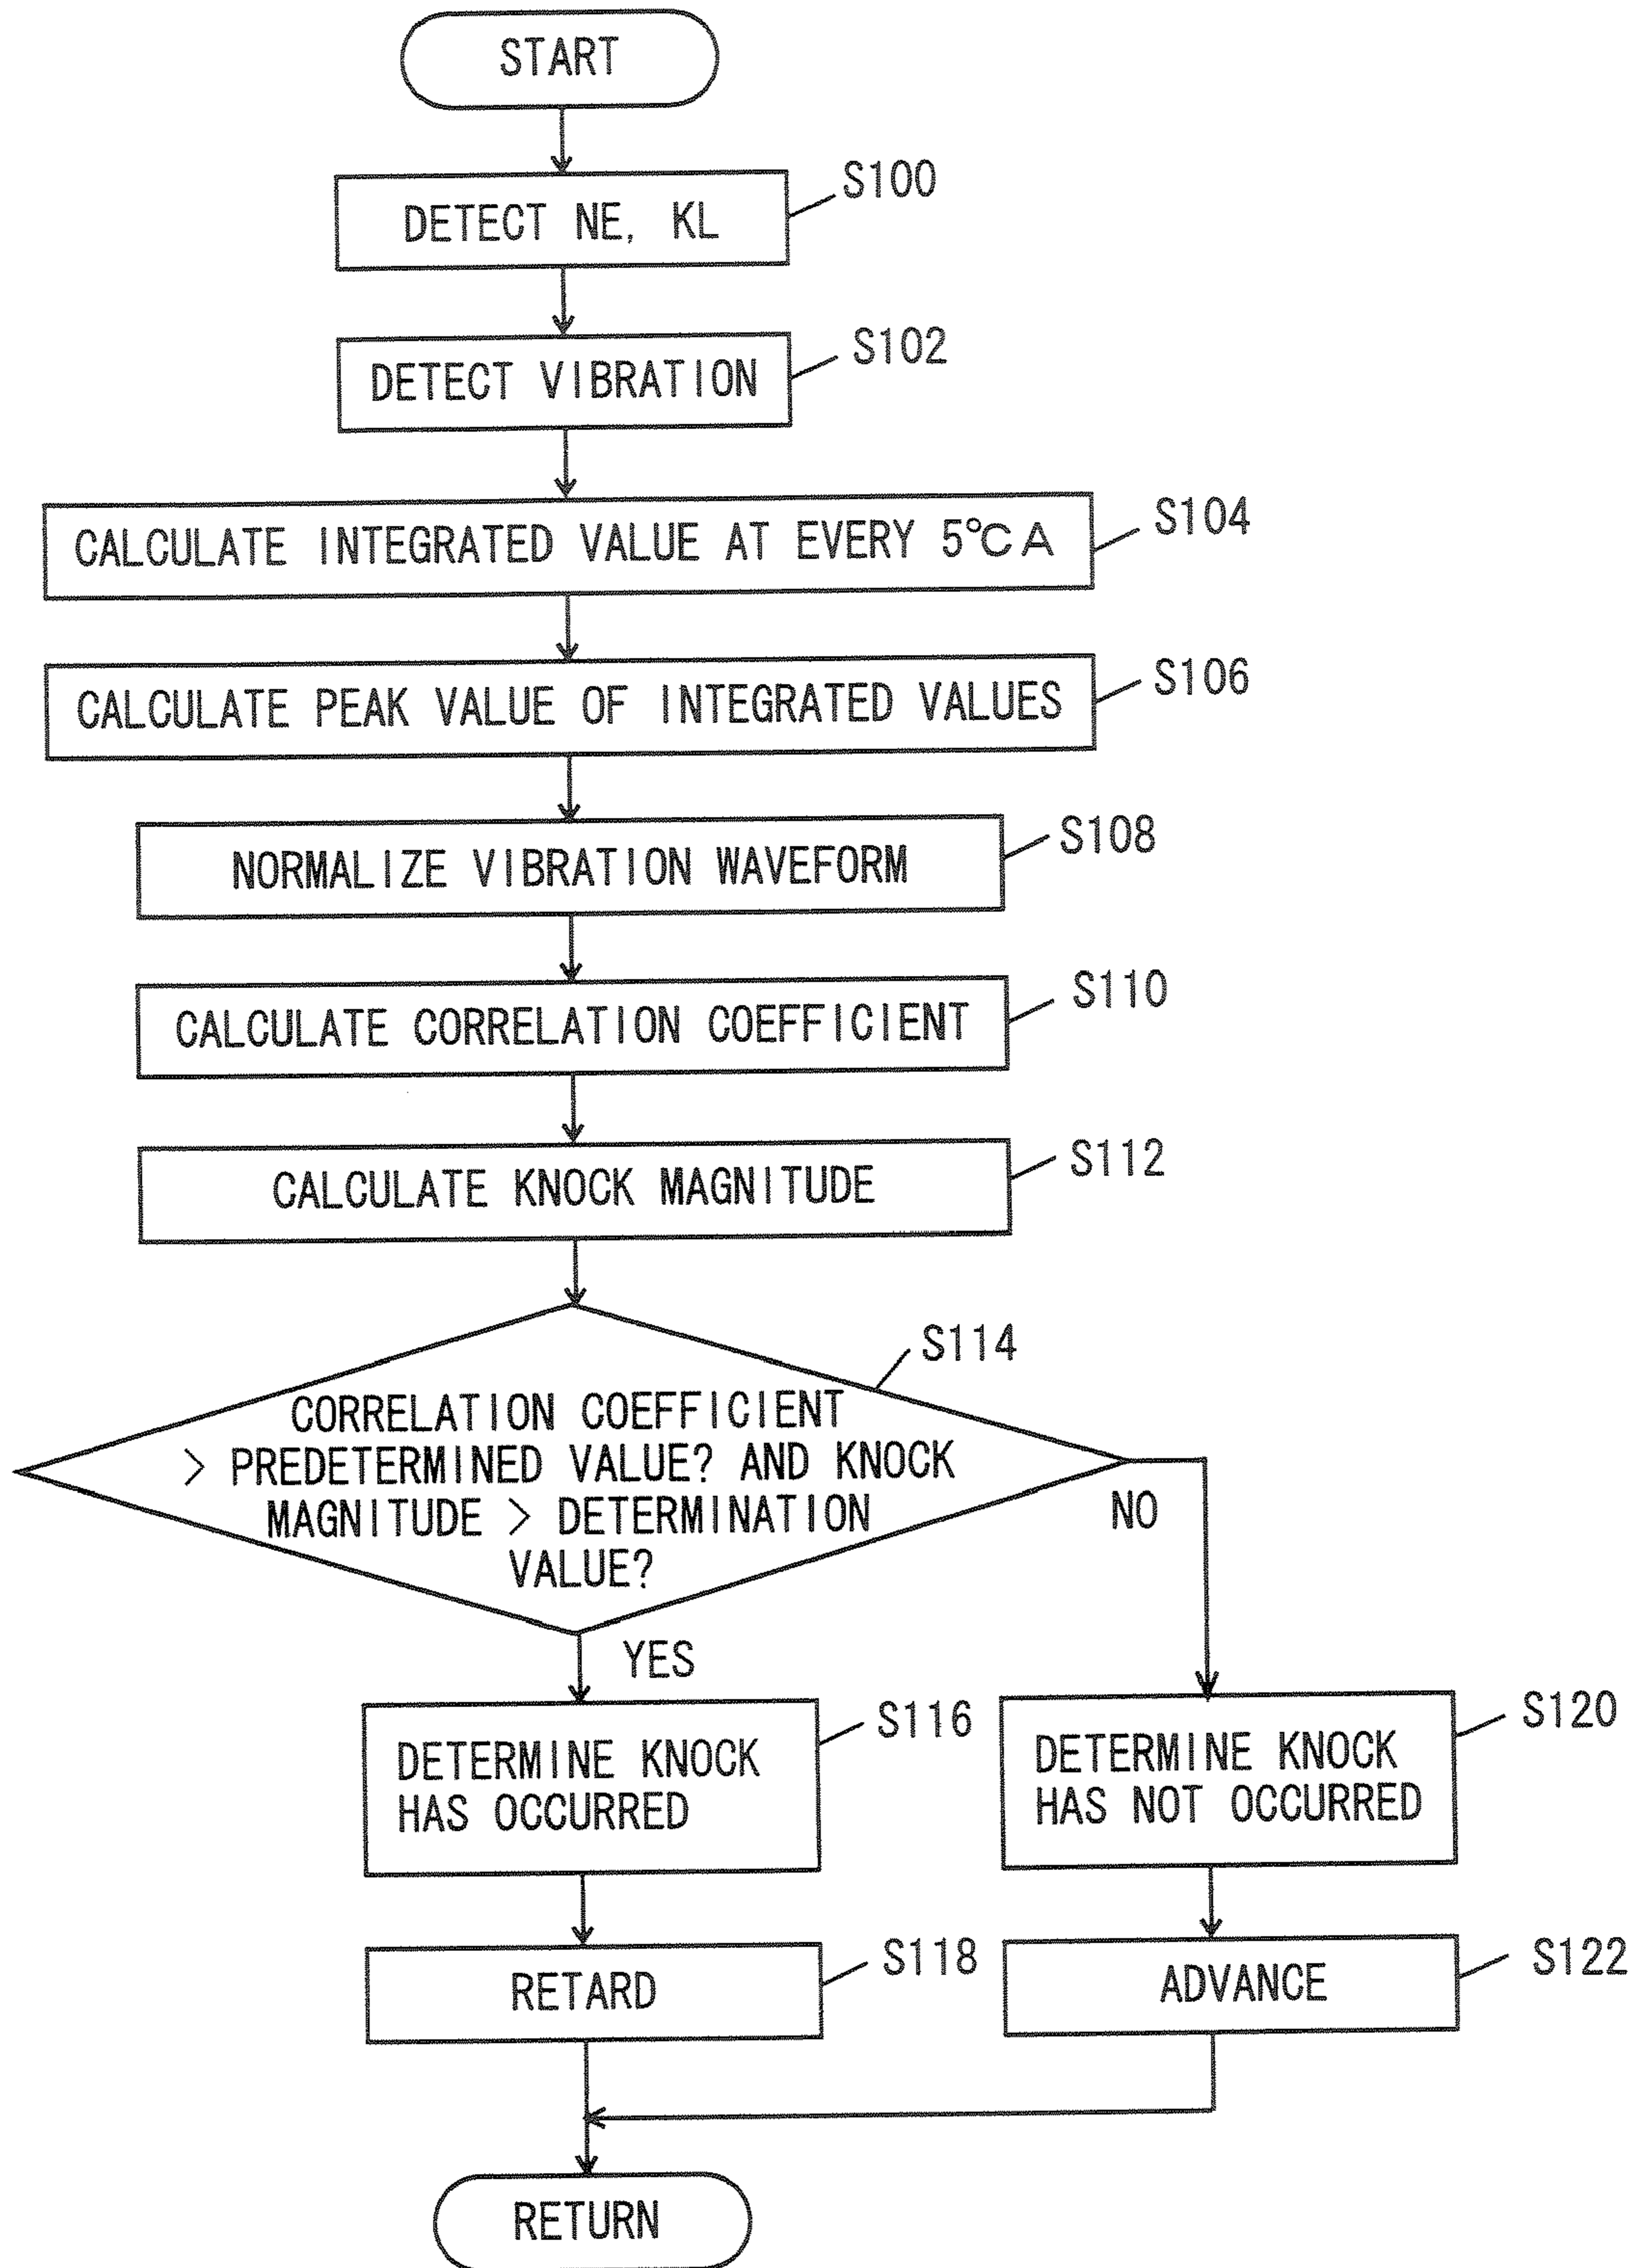 START
S100
DETECT NE, KL
S102
DETECT VIBRATION
S104
CALCULATE INTEGRATED VALUE AT EVERY 5°CA
S106
CALCULATE PEAK VALUE OF INTEGRATED VALUES
S108
NORMALIZE VIBRATION WAVEFORM
S110
CALCULATE CORRELATION COEFFICIENT
S112
CALCULATE KNOCK MAGNITUDE
S114
CORRELATION COEFFICIENT
> PREDETERMINED VALUE? AND KNOCK
MAGNITUDE > DETERMINATION
VALUE?
NO
YES
S116
DETERMINE KNOCK
HAS OCCURRED
S120
DETERMINE KNOCK
HAS NOT OCCURRED
S118
RETARD
S122
ADVANCE
RETURN